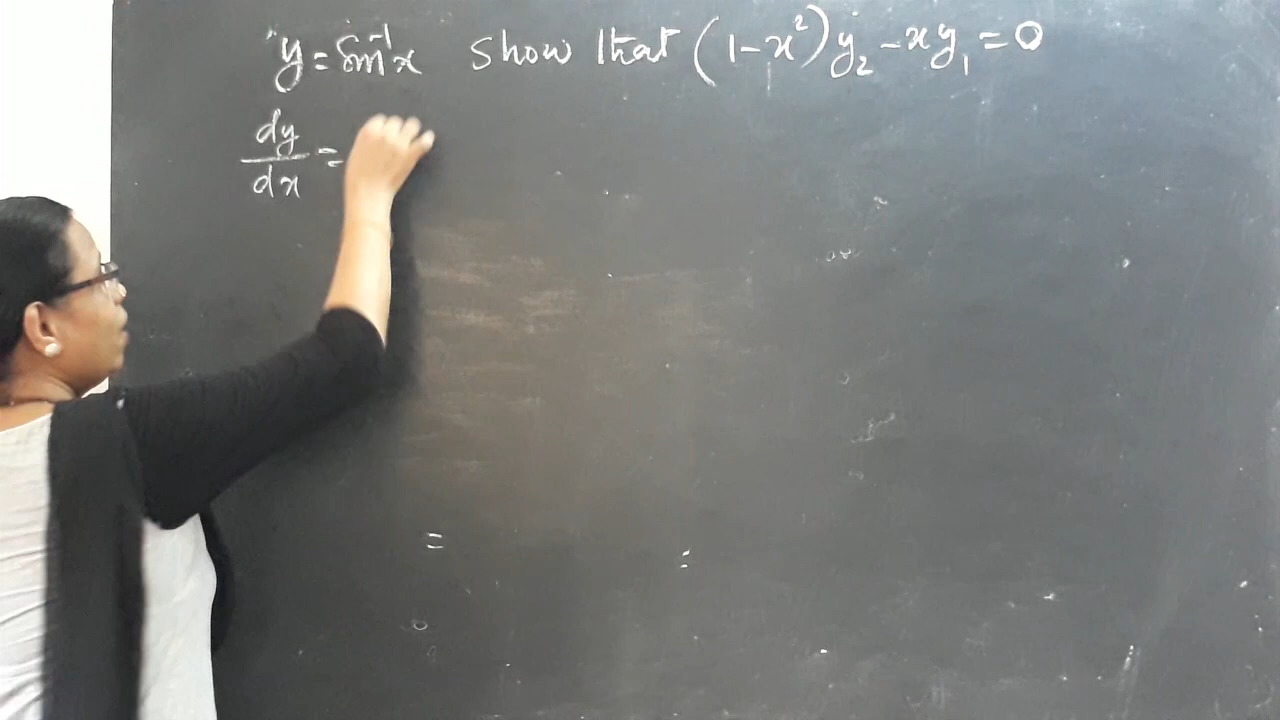 y = sin⁻¹x show that (1-x²)y₂ - xy₁ = 0
dy/dx =
=